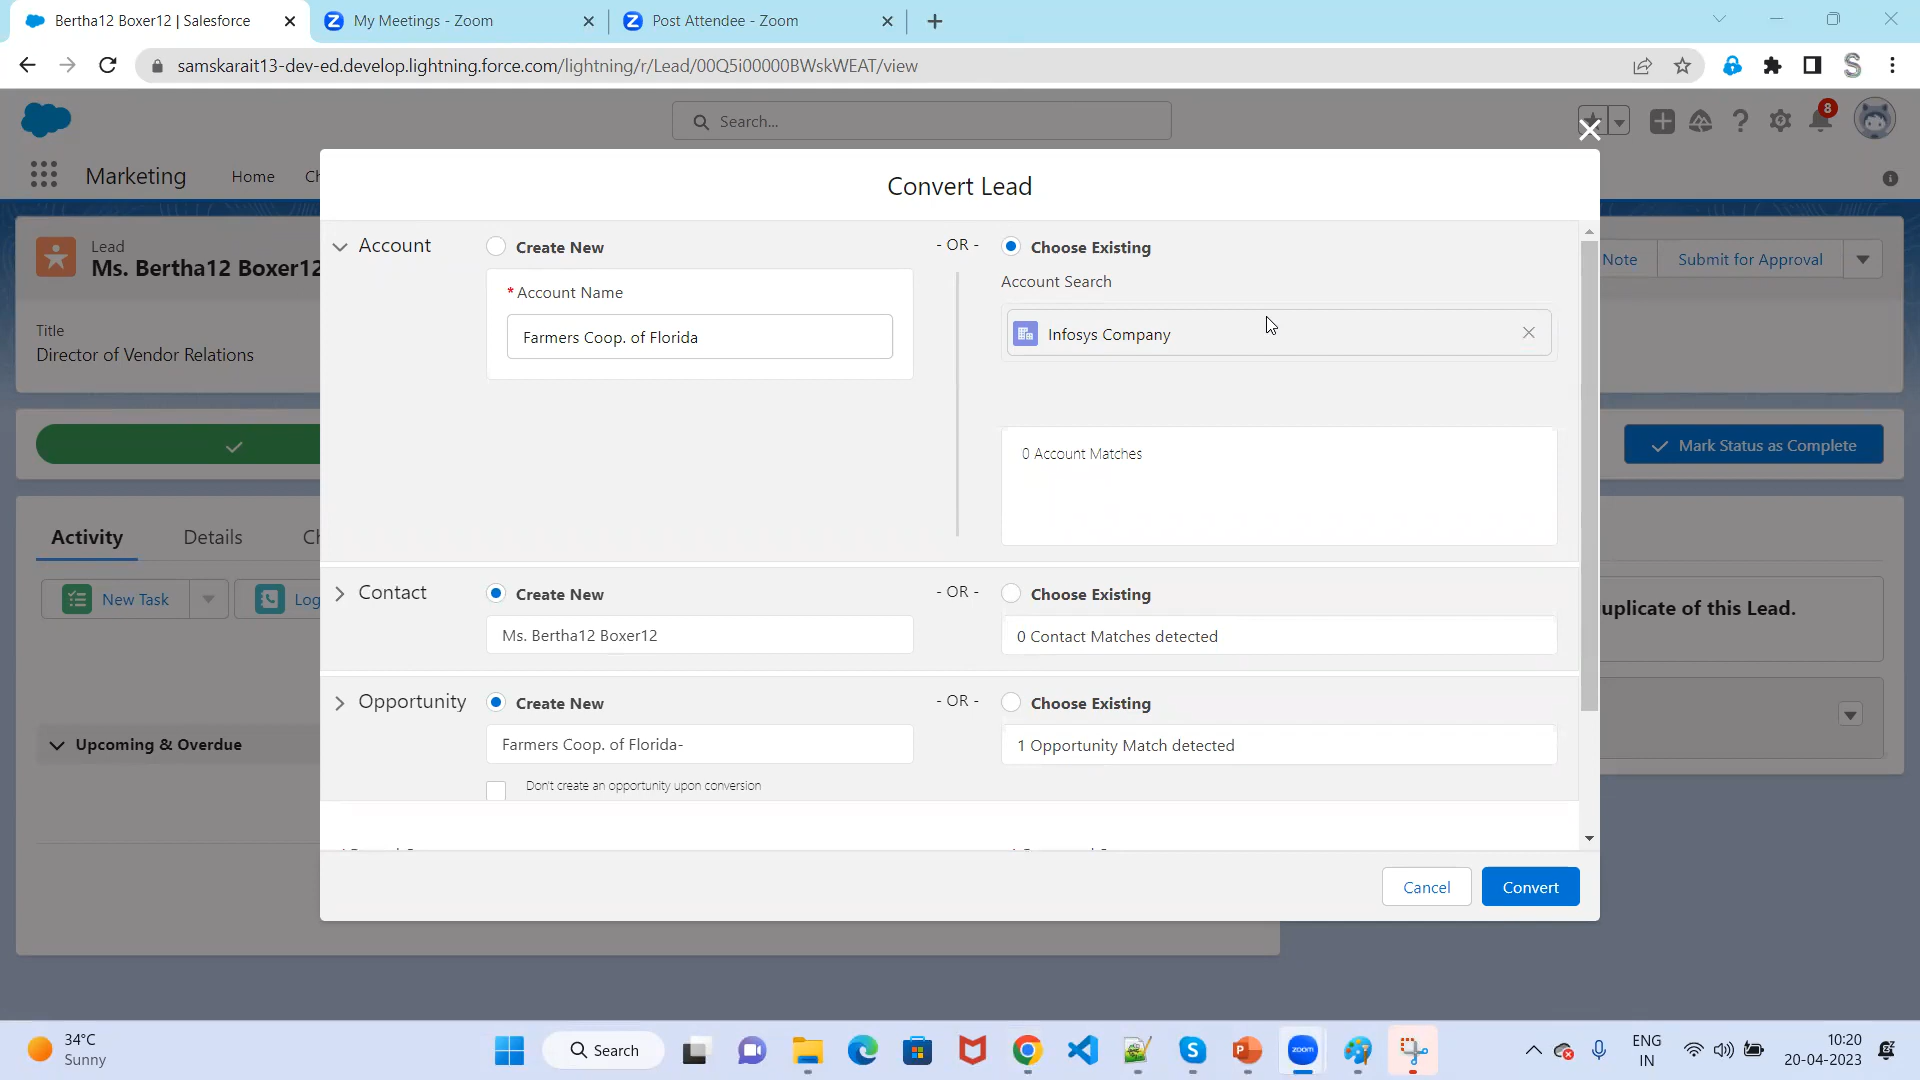 Bertha12 Boxer12 | Salesforce
My Meetings - Zoom
Post Attendee - Zoom
samskarait13-dev-ed.develop.lightning.force.com/lightning/r/Lead/00Q5i00000BWskWEAT/view
Search...
8
Marketing
Home
Ch
Convert Lead
Lead
Ms. Bertha12 Boxer12
Note
Submit for Approval
Title
Director of Vendor Relations
Account
Create New
- OR -
Choose Existing
*Account Name
Farmers Coop. of Florida
Account Search
Infosys Company
0 Account Matches
Mark Status as Complete
Activity
Details
Ch
New Task
Log
Contact
Create New
- OR -
Choose Existing
Ms. Bertha12 Boxer12
0 Contact Matches detected
uplicate of this Lead.
Opportunity
Create New
- OR -
Choose Existing
Farmers Coop. of Florida-
1 Opportunity Match detected
Don't create an opportunity upon conversion
Upcoming & Overdue
Cancel
Convert
34°C
Sunny
Search
zoom
ENG
IN
10:20
20-04-2023